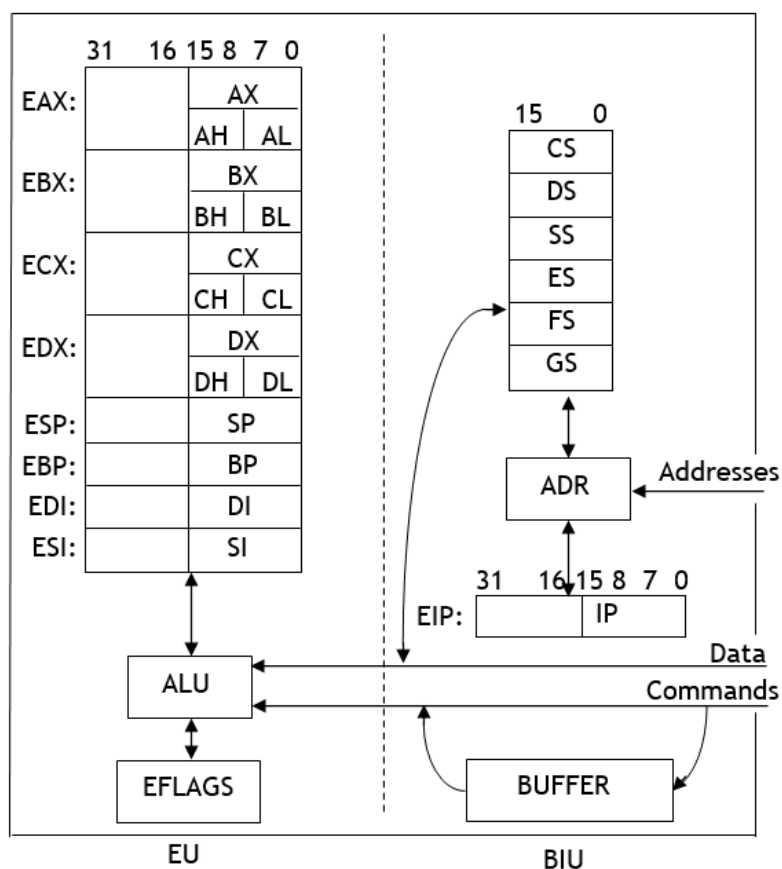 31 16 15 8 7 0
EAX: AX
AH AL
EBX: BX
BH BL
ECX: CX
CH CL
EDX: DX
DH DL
ESP: SP
EBP: BP
EDI: DI
ESI: SI
ALU
EFLAGS
EU
15 0
CS
DS
SS
ES
FS
GS
ADR
Addresses
31 16 15 8 7 0
EIP: IP
Data
Commands
BUFFER
BIU